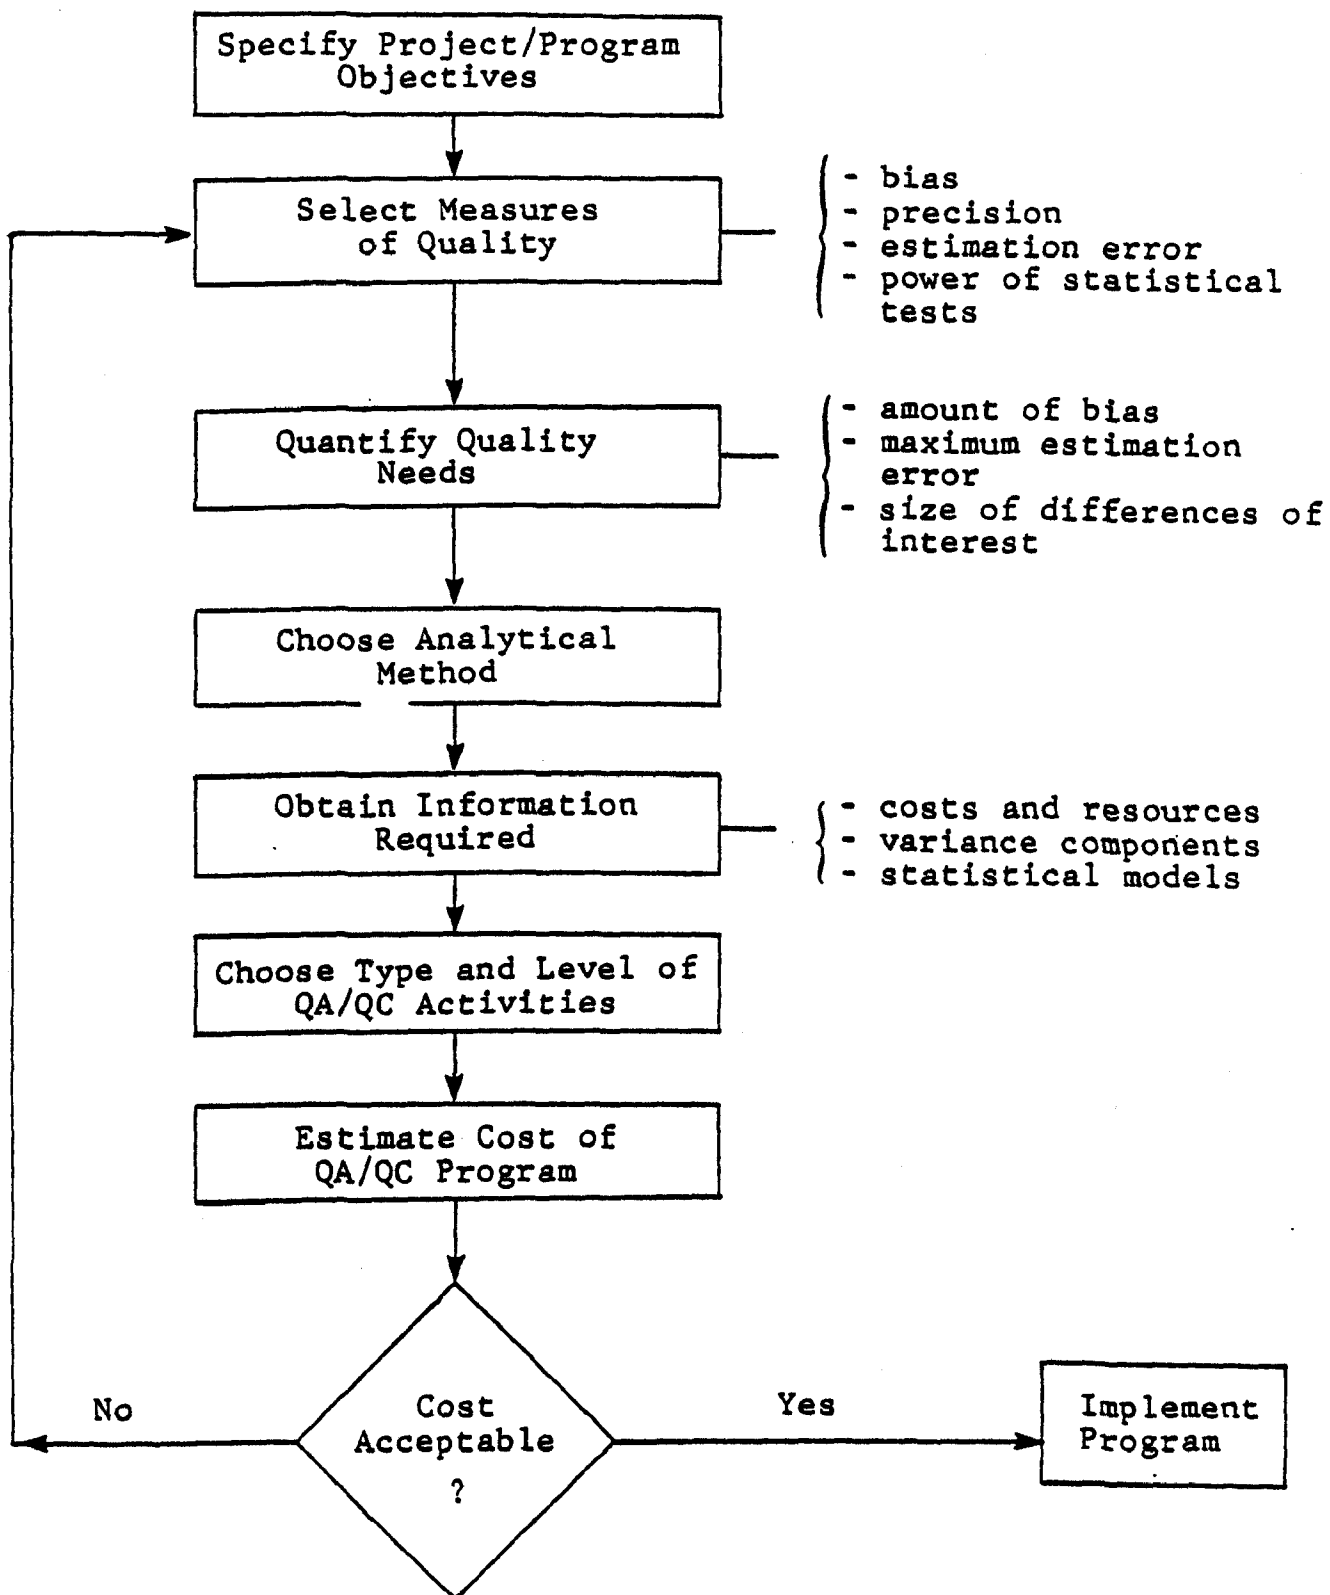 Specify Project/Program
Objectives
Select Measures
of Quality
- bias
- precision
- estimation error
- power of statistical
tests
Quantify Quality
Needs
- amount of bias
- maximum estimation
error
- size of differences of
interest
Choose Analytical
Method
Obtain Information
Required
- costs and resources
- variance components
- statistical models
Choose Type and Level of
QA/QC Activities
Estimate Cost of
QA/QC Program
No
Cost
Acceptable
?
Yes
Implement
Program